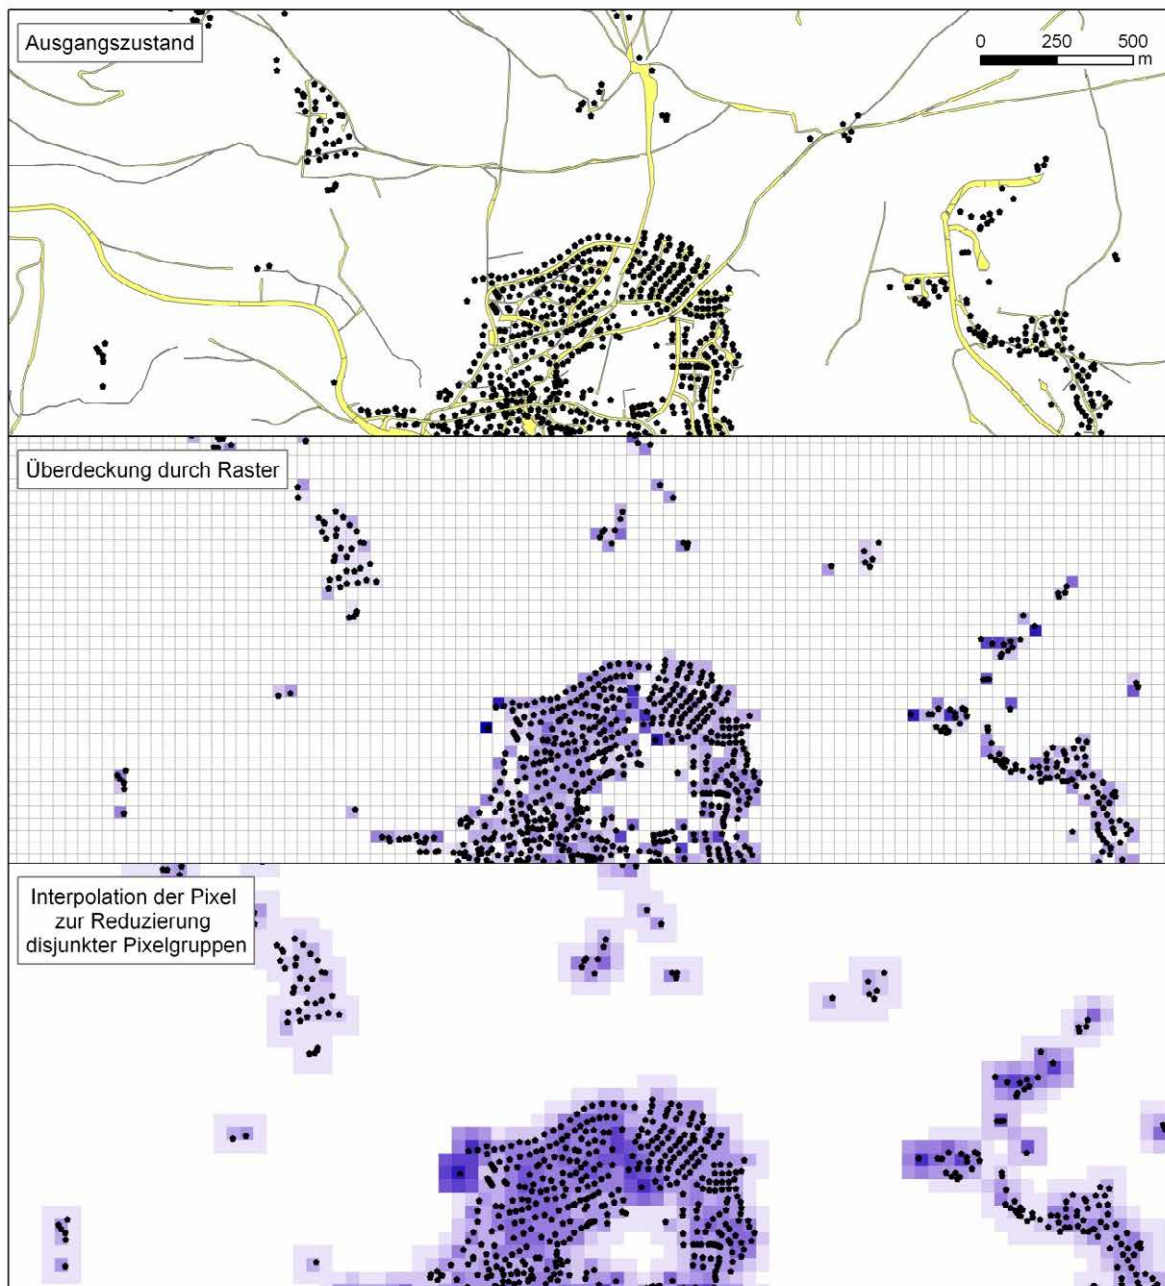 Ausgangszustand
0 250 500
m
Überdeckung durch Raster
Interpolation der Pixel
zur Reduzierung
disjunkter Pixelgruppen